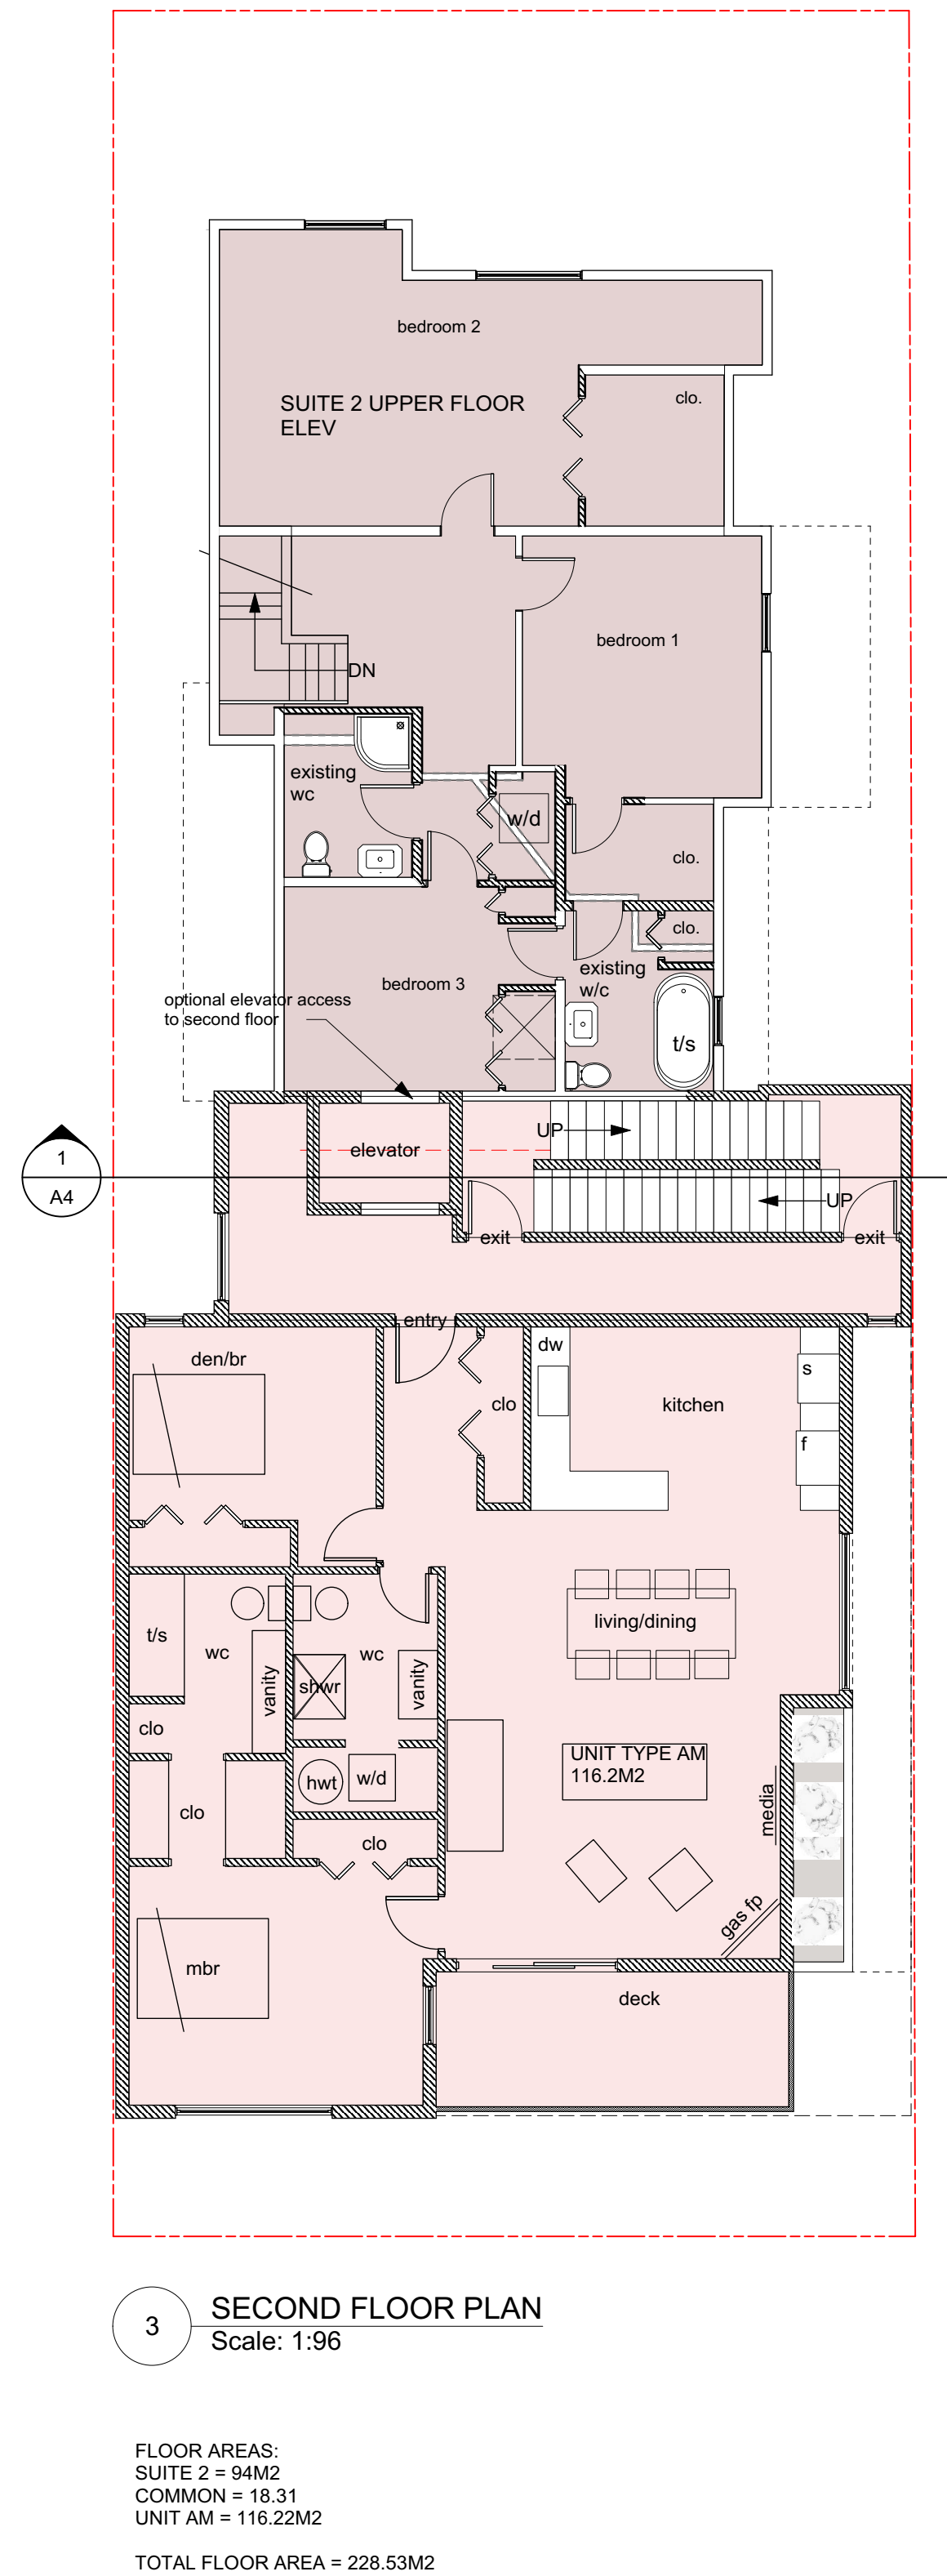 bedroom 2
clo.
SUITE 2 UPPER FLOOR
ELEV
bedroom 1
DN
existing
wc
w/d
clo.
clo.
existing
w/c
bedroom 3
optional elevator access
to second floor
t/s
UP
elevator
1
A4
UP
exit
exit
entry
den/br
dw
s
clo
kitchen
f
living/dining
t/s
wc
wc
vanity
shwr
vanity
clo
UNIT TYPE AM
116.2M2
hwt
w/d
clo
media
clo
gas fp
mbr
deck
3
SECOND FLOOR PLAN
Scale: 1:96
FLOOR AREAS:
SUITE 2 = 94M2
COMMON = 18.31
UNIT AM = 116.22M2
TOTAL FLOOR AREA = 228.53M2